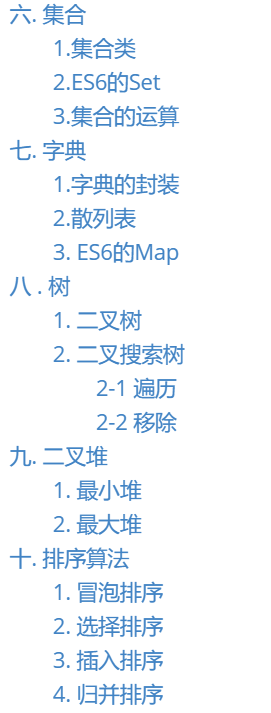 六. 集合
1.集合类
2.ES6的Set
3.集合的运算
七. 字典
1.字典的封装
2.散列表
3. ES6的Map
八 . 树
1. 二叉树
2. 二叉搜索树
2-1 遍历
2-2 移除
九. 二叉堆
1. 最小堆
2. 最大堆
十. 排序算法
1. 冒泡排序
2. 选择排序
3. 插入排序
4. 归并排序